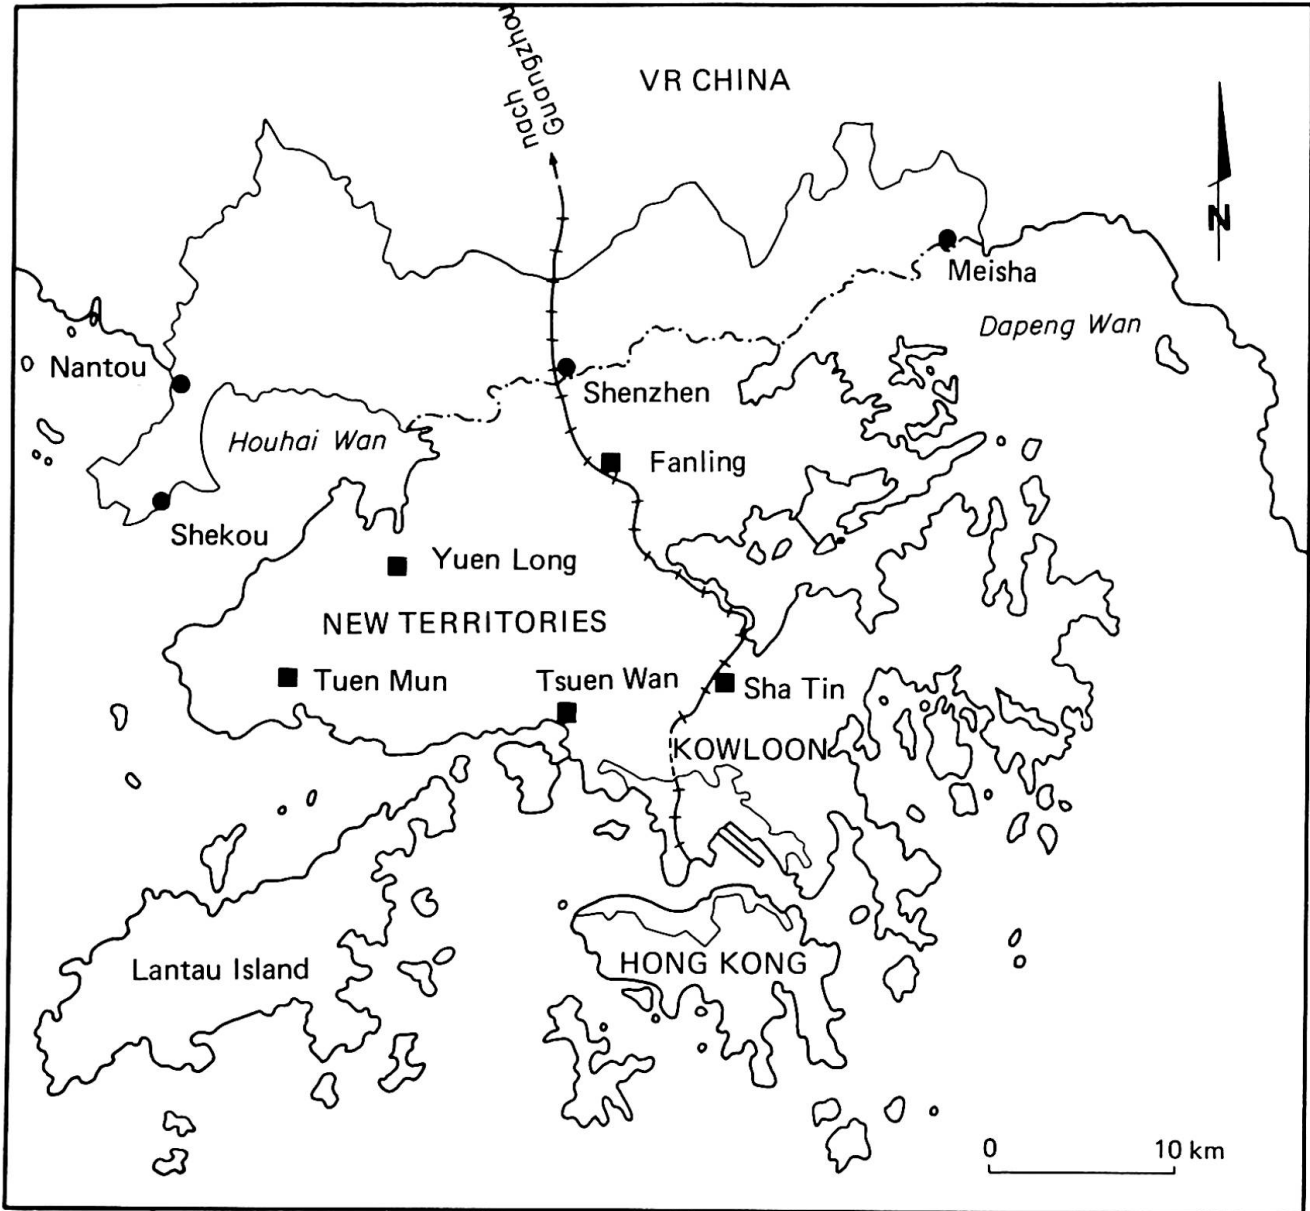 nach
Guangzhou
VR CHINA
N
Meisha
Dapeng Wan
Nantou
Shenzhen
Houhai Wan
Fanling
Shekou
Yuen Long
NEW TERRITORIES
Tuen Mun
Tsuen Wan
Sha Tin
KOWLOON
HONG KONG
Lantau Island
0
10 km